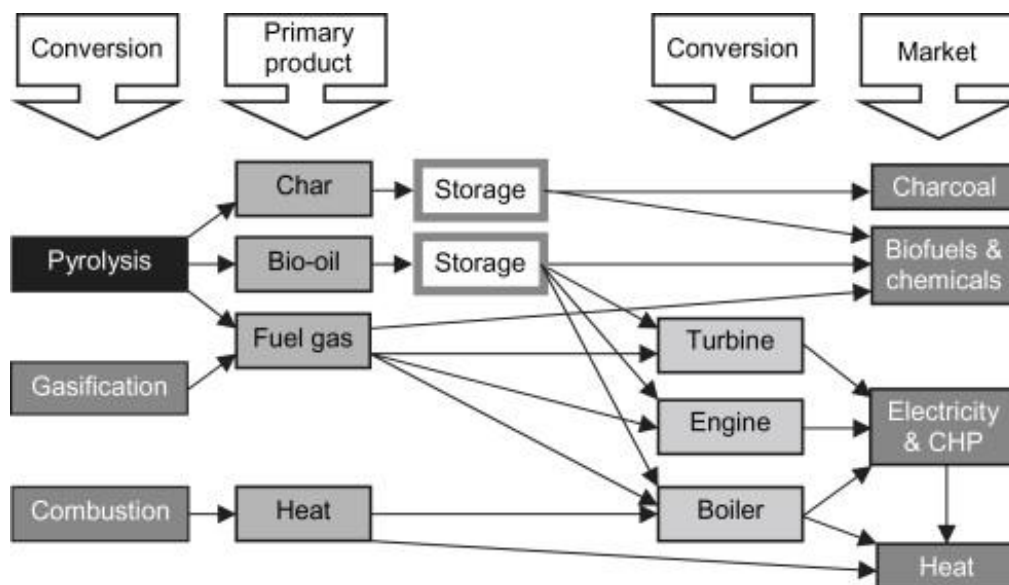 Conversion
Primary
product
Conversion
Market
Char
Storage
Charcoal
Pyrolysis
Bio-oil
Storage
Biofuels &
chemicals
Fuel gas
Turbine
Gasification
Engine
Electricity
& CHP
Combustion
Heat
Boiler
Heat